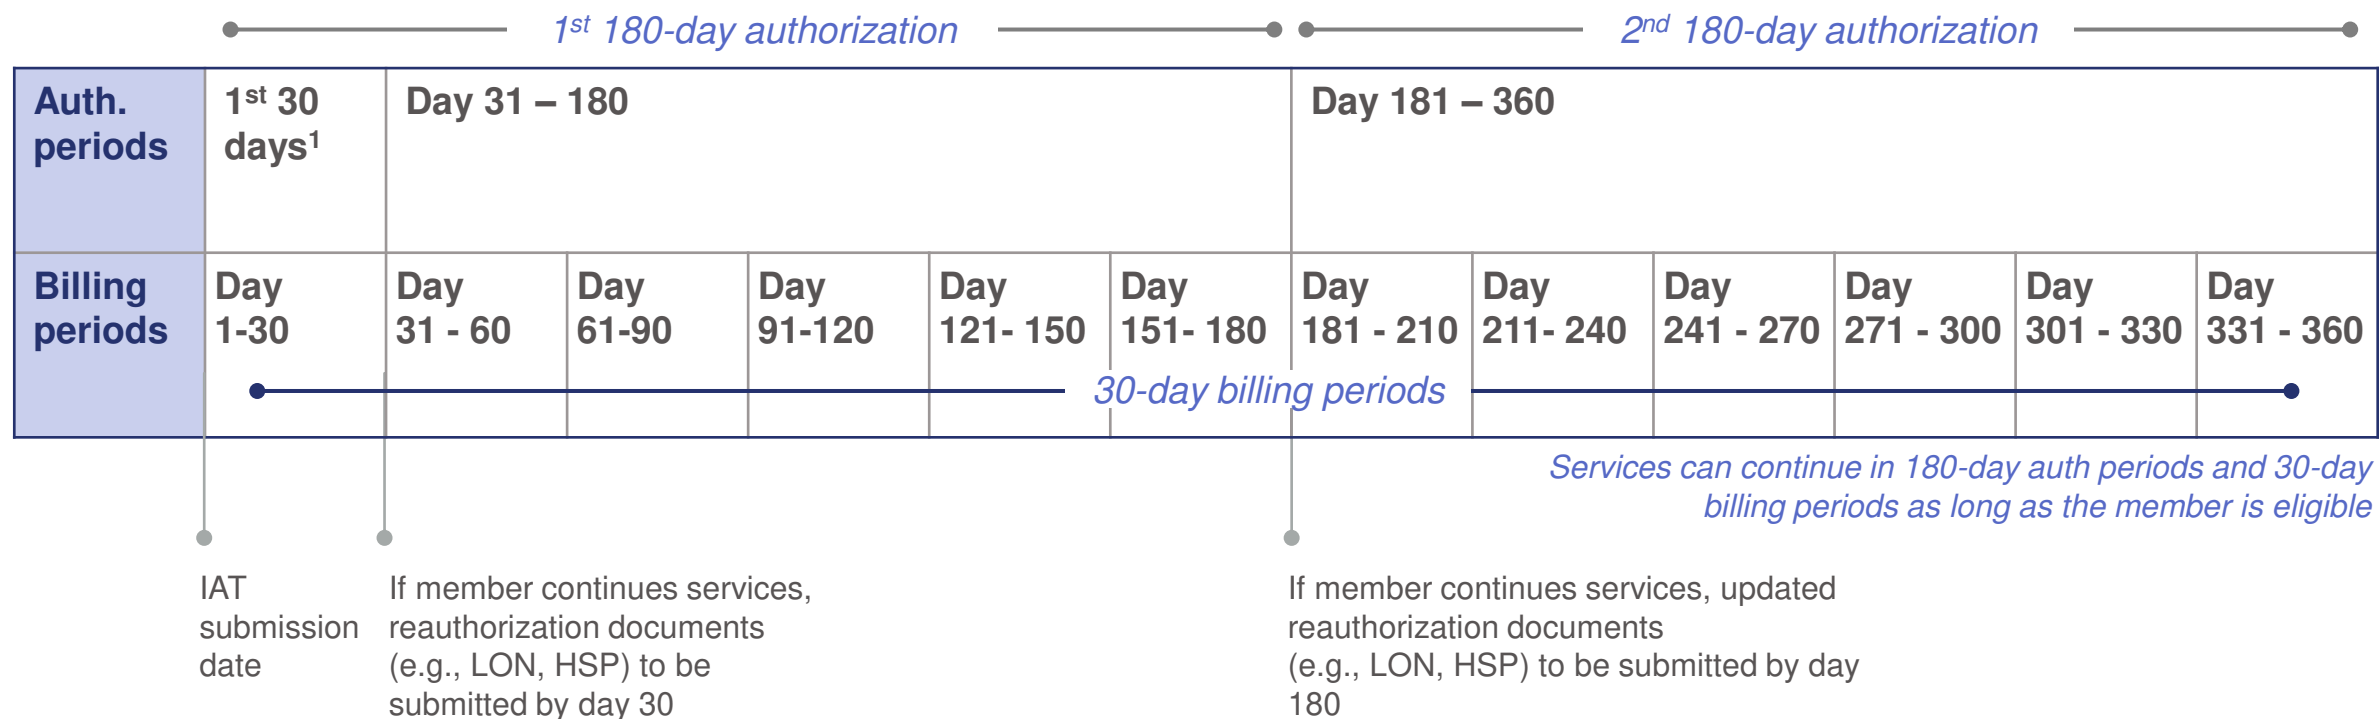 1st 180-day authorization
2nd 180-day authorization
Auth.
periods
1st 30
days1
Day 31 – 180
Day 181 – 360
Billing
periods
Day
1-30
Day
31 - 60
Day
61-90
Day
91-120
Day
121- 150
Day
151- 180
Day
181 - 210
Day
211- 240
Day
241 - 270
Day
271 - 300
Day
301 - 330
Day
331 - 360
30-day billing periods
Services can continue in 180-day auth periods and 30-day
billing periods as long as the member is eligible
IAT
submission
date
If member continues services,
reauthorization documents
(e.g., LON, HSP) to be
submitted by day 30
If member continues services, updated
reauthorization documents
(e.g., LON, HSP) to be submitted by day
180